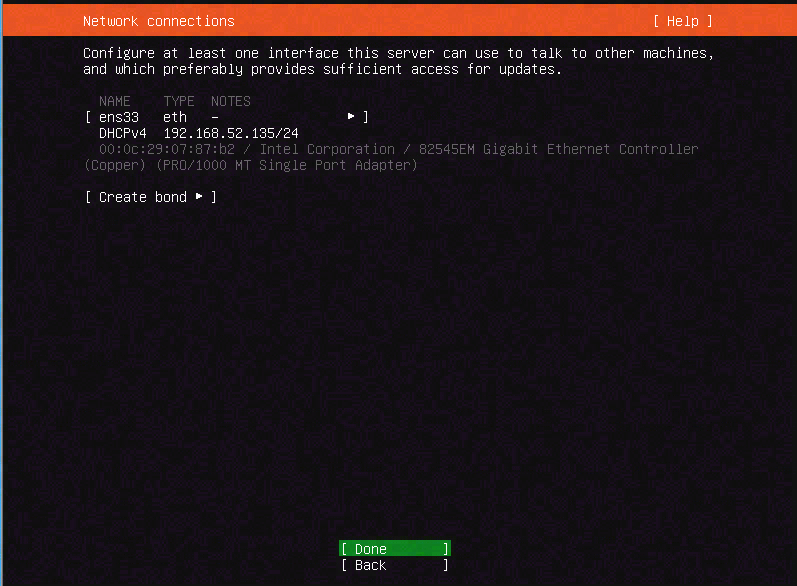 Network connections [ Help ]
Configure at least one interface this server can use to talk to other machines,
and which preferably provides sufficient access for updates.
NAME TYPE NOTES
[ ens33 eth – ▸ ]
DHCPv4 192.168.52.135/24
00:0c:29:07:87:b2 / Intel Corporation / 82545EM Gigabit Ethernet Controller
(Copper) (PRO/1000 MT Single Port Adapter)
[ Create bond ▸ ]
[ Done ]
[ Back ]